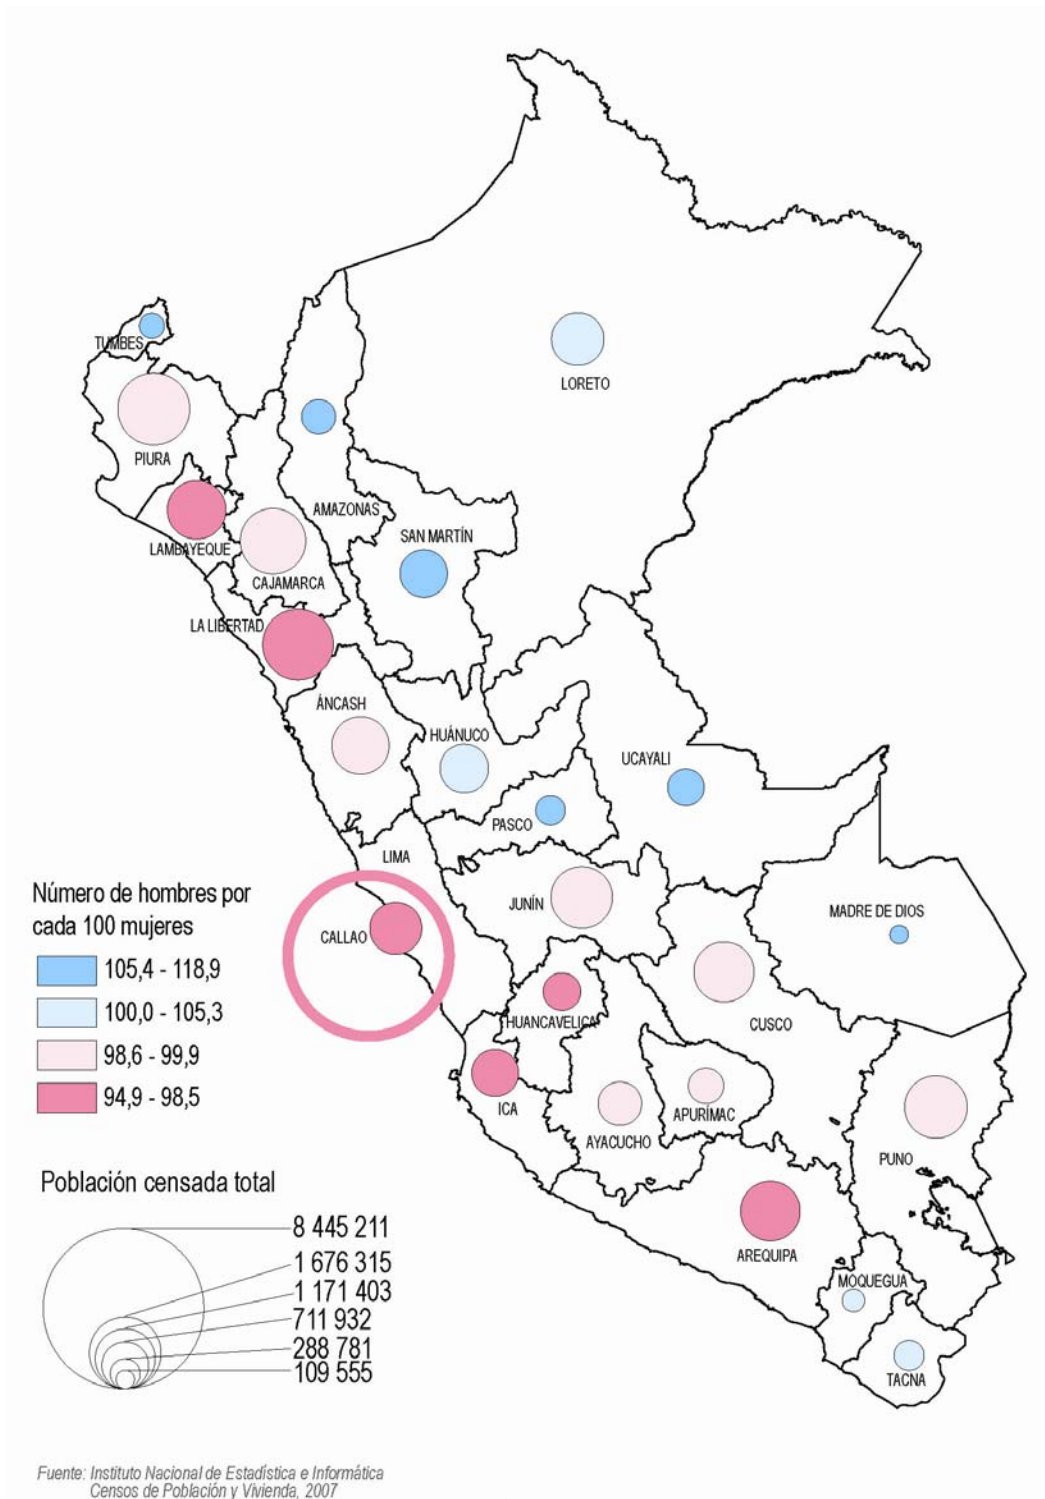 LORETO
TUMBES
PIURA
AMAZONAS
SAN MARTÍN
LAMBAYEQUE
CAJAMARCA
LA LIBERTAD
ÁNCASH
HUÁNUCO
UCAYALI
PASCO
LIMA
JUNÍN
MADRE DE DIOS
CALLAO
HUANCAVELICA
CUSCO
ICA
APURÍMAC
AYACUCHO
PUNO
AREQUIPA
MOQUEGUA
TACNA
Número de hombres por
cada 100 mujeres
105,4 - 118,9
100,0 - 105,3
98,6 - 99,9
94,9 - 98,5
Población censada total
8 445 211
1 676 315
1 171 403
711 932
288 781
109 555
Fuente: Instituto Nacional de Estadística e Informática
Censos de Población y Vivienda, 2007